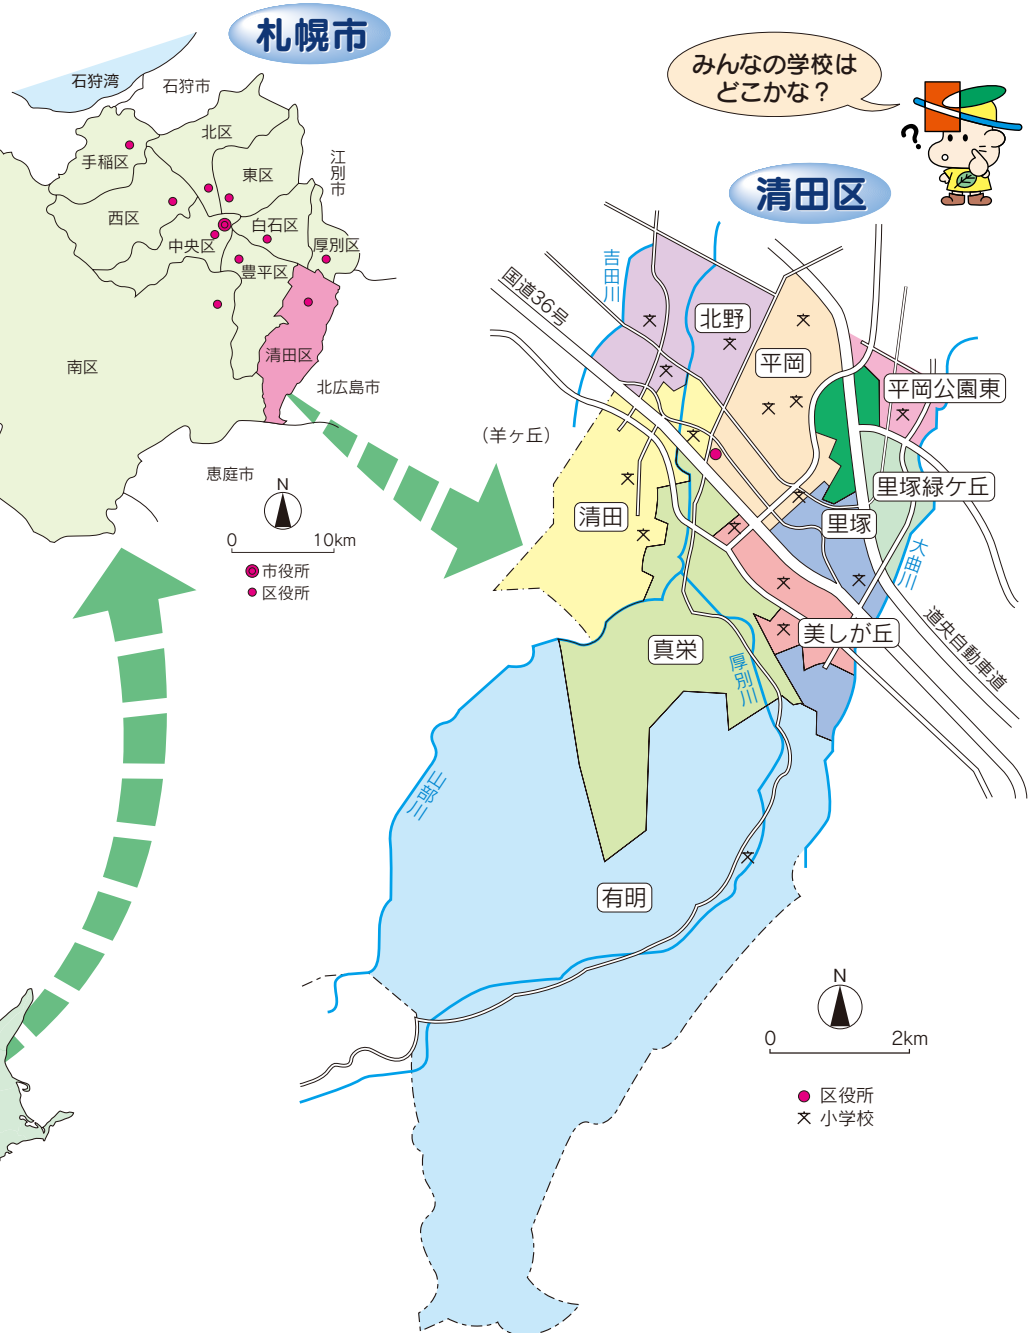 札幌市
石狩湾
石狩市
北区
手稲区
東区
江別市
西区
中央区
白石区
厚別区
豊平区
南区
清田区
北広島市
恵庭市
N
0 10km
市役所
区役所
みんなの学校は
どこかな？
?
清田区
吉田川
国道36号
北野
平岡
平岡公園東
（羊ヶ丘）
清田
里塚緑ケ丘
里塚
大曲川
美しが丘
道央自動車道
真栄
厚別川
山部川
有明
N
0 2km
区役所
小学校